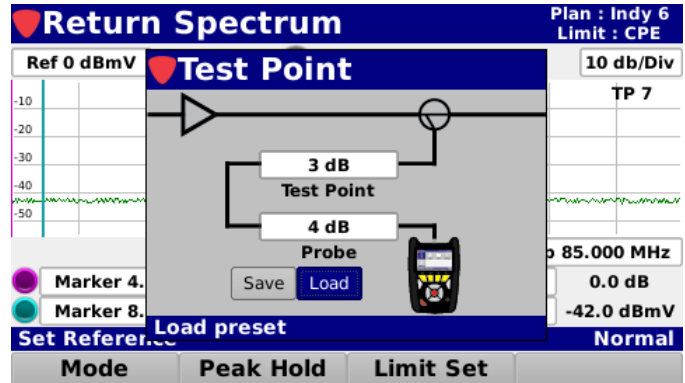 Return Spectrum
Plan : Indy 6
Limit : CPE
Ref 0 dBmV
Test Point
10 db/Div
TP 7
-10
-20
-30
-40
-50
3 dB
Test Point
4 dB
Probe
Save Load
85.000 MHz
Marker 4.
0.0 dB
Marker 8.
-42.0 dBmV
Load preset
Set Reference
Normal
Mode Peak Hold Limit Set